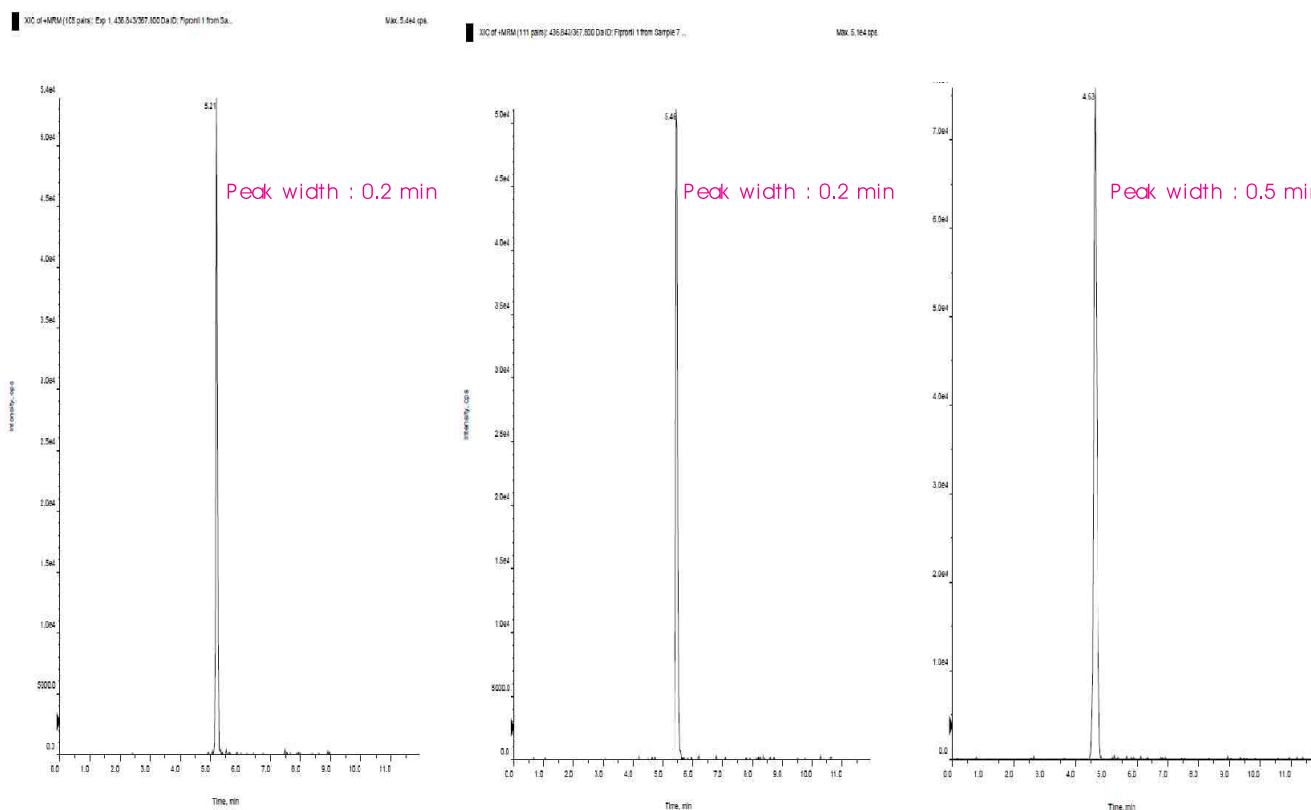 XIC of +MRM (105 pairs): Exp 1, 436.843/367.800 Da ID: Fipronil 1 from Sa...
Max. 5.4e4 cps.
5.4e4
5.0e4
4.5e4
4.0e4
3.5e4
3.0e4
2.5e4
2.0e4
1.5e4
1.0e4
5000.0
0.0
Intensity, cps
5.21
Peak width : 0.2 min
0.0 1.0 2.0 3.0 4.0 5.0 6.0 7.0 8.0 9.0 10.0 11.0
Time, min
XIC of +MRM (111 pairs): 436.843/367.800 Da ID: Fipronil 1 from Sample 7 ...
Max. 5.1e4 cps.
5.0e4
4.5e4
4.0e4
3.5e4
3.0e4
2.5e4
2.0e4
1.5e4
1.0e4
5000.0
0.0
Intensity, cps
5.46
Peak width : 0.2 min
0.0 1.0 2.0 3.0 4.0 5.0 6.0 7.0 8.0 9.0 10.0 11.0
Time, min
7.0e4
6.0e4
5.0e4
4.0e4
3.0e4
2.0e4
1.0e4
0.0
4.63
Peak width : 0.5 min
0.0 1.0 2.0 3.0 4.0 5.0 6.0 7.0 8.0 9.0 10.0 11.0
Time, min